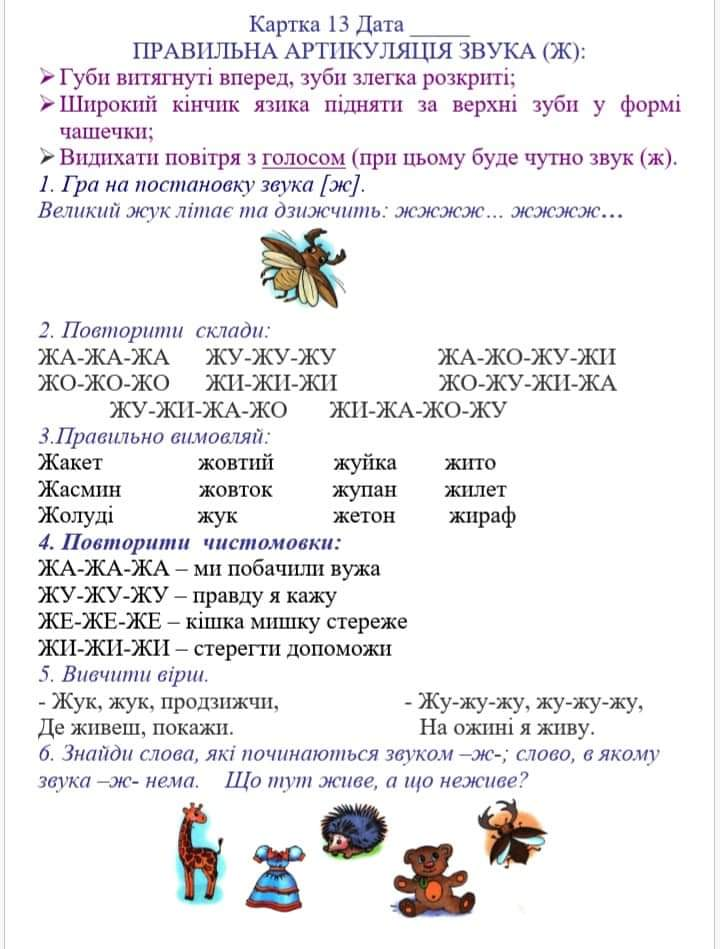 Картка 13 Дата _____
ПРАВИЛЬНА АРТИКУЛЯЦІЯ ЗВУКА (Ж):
➢ Губи витягнуті вперед, зуби злегка розкриті;
➢ Широкий кінчик язика підняти за верхні зуби у формі
чашечки;
➢ Видихати повітря з голосом (при цьому буде чутно звук (ж).
1. Гра на постановку звука [ж].
Великий жук літає та дзижчить: жжжж… жжжж…
2. Повторити склади:
ЖА-ЖА-ЖА ЖУ-ЖУ-ЖУ ЖА-ЖО-ЖУ-ЖИ
ЖО-ЖО-ЖО ЖИ-ЖИ-ЖИ ЖО-ЖУ-ЖИ-ЖА
ЖУ-ЖИ-ЖА-ЖО ЖИ-ЖА-ЖО-ЖУ
3.Правильно вимовляй:
Жакет жовтий жуйка жито
Жасмин жовток жупан жилет
Жолуді жук жетон жираф
4. Повторити чистомовки:
ЖА-ЖА-ЖА – ми побачили вужа
ЖУ-ЖУ-ЖУ – правду я кажу
ЖЕ-ЖЕ-ЖЕ – кішка мишку стереже
ЖИ-ЖИ-ЖИ – стерегти допоможи
5. Вивчити вірш.
- Жук, жук, продзижчи, - Жу-жу-жу, жу-жу-жу,
Де живеш, покажи. На ожині я живу.
6. Знайди слова, які починаються звуком –ж-; слово, в якому
звука –ж- нема. Що тут живе, а що неживе?